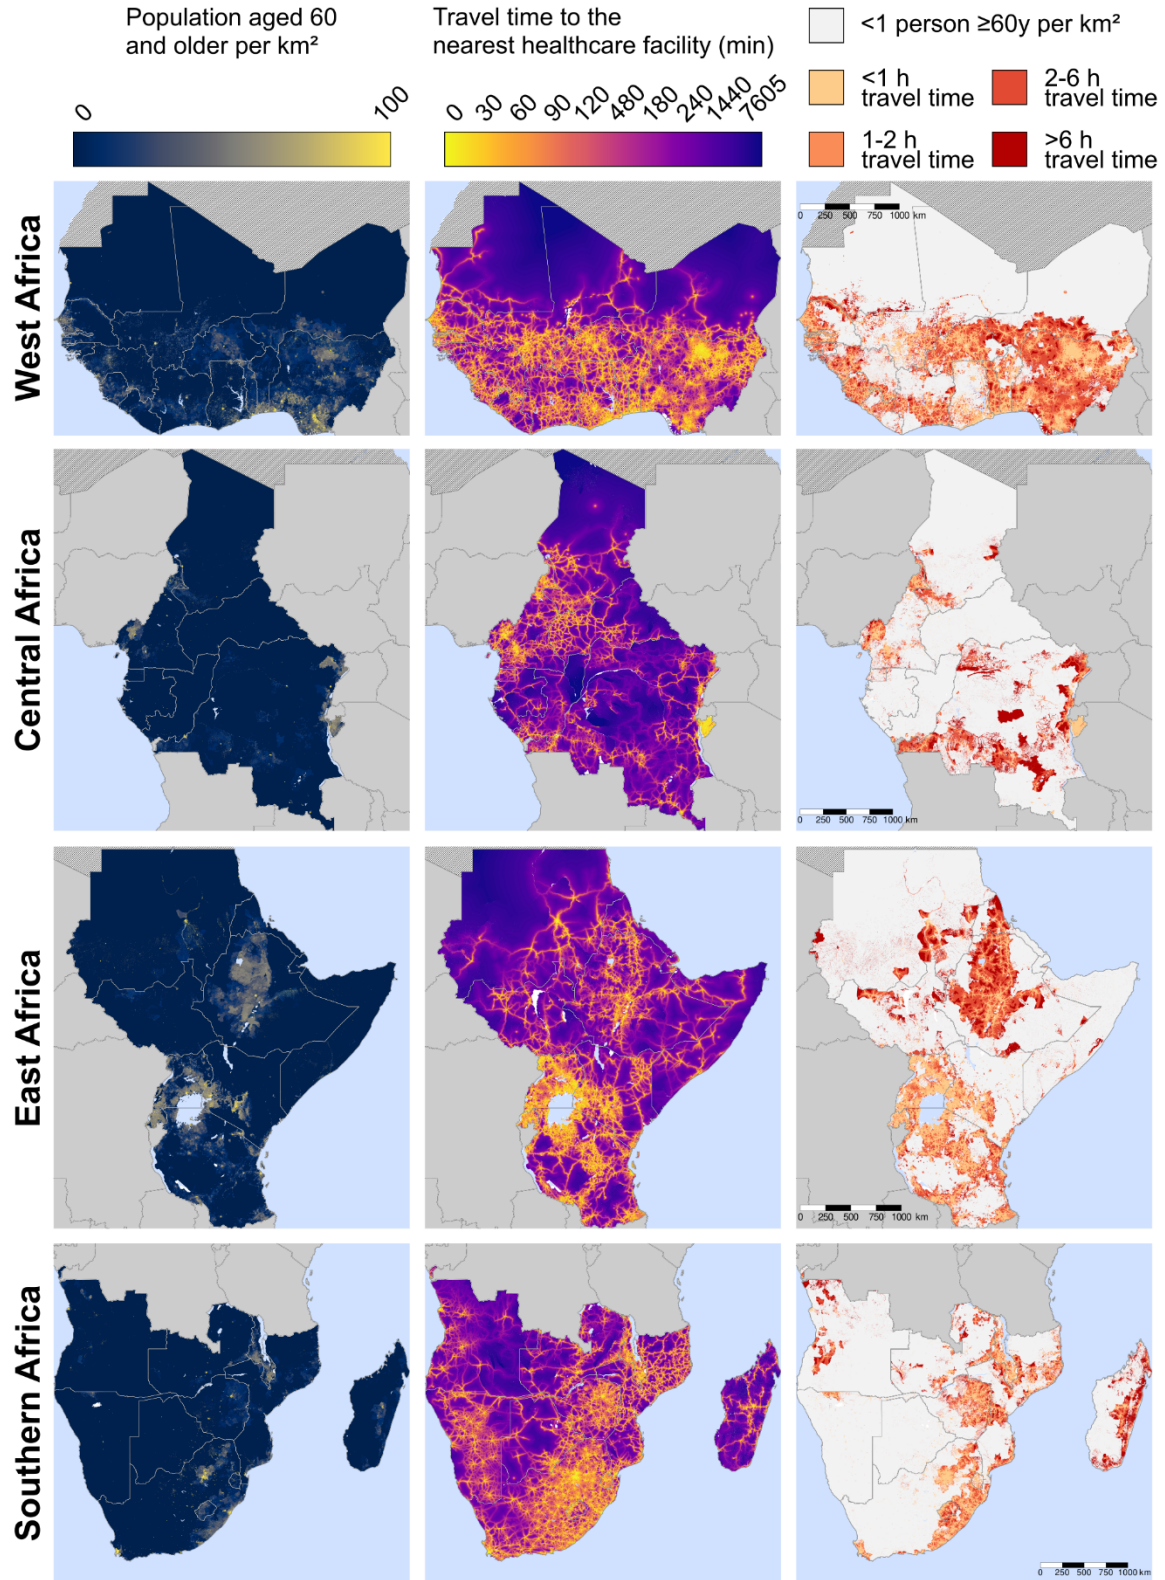 Population aged 60
and older per km²
0 100
Travel time to the
nearest healthcare facility (min)
0 30 60 90 120 480 180 240 1440 7605
<1 person ≥60y per km²
<1 h
travel time
2-6 h
travel time
1-2 h
travel time
>6 h
travel time
West Africa
0 250 500 750 1000 km
Central Africa
0 250 500 750 1000 km
East Africa
0 250 500 750 1000 km
Southern Africa
0 250 500 750 1000 km